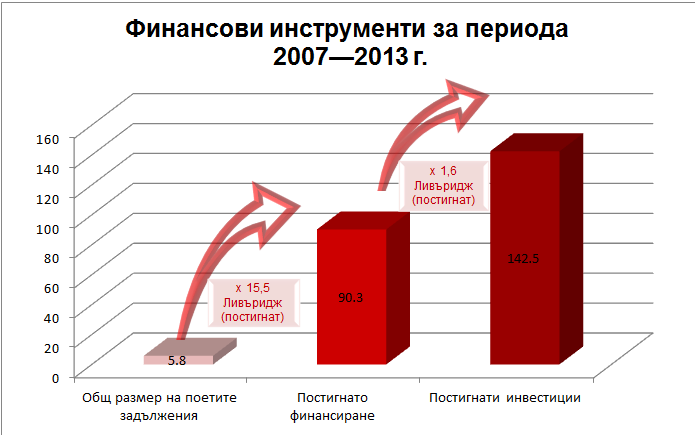 Финансови инструменти за периода
2007—2013 г.
160
140
120
100
80
60
40
20
0
x 1,6
Ливъридж
(постигнат)
x 15,5
Ливъридж
(постигнат)
5.8
90.3
142.5
Общ размер на поетите
задължения
Постигнато
финансиране
Постигнати инвестиции